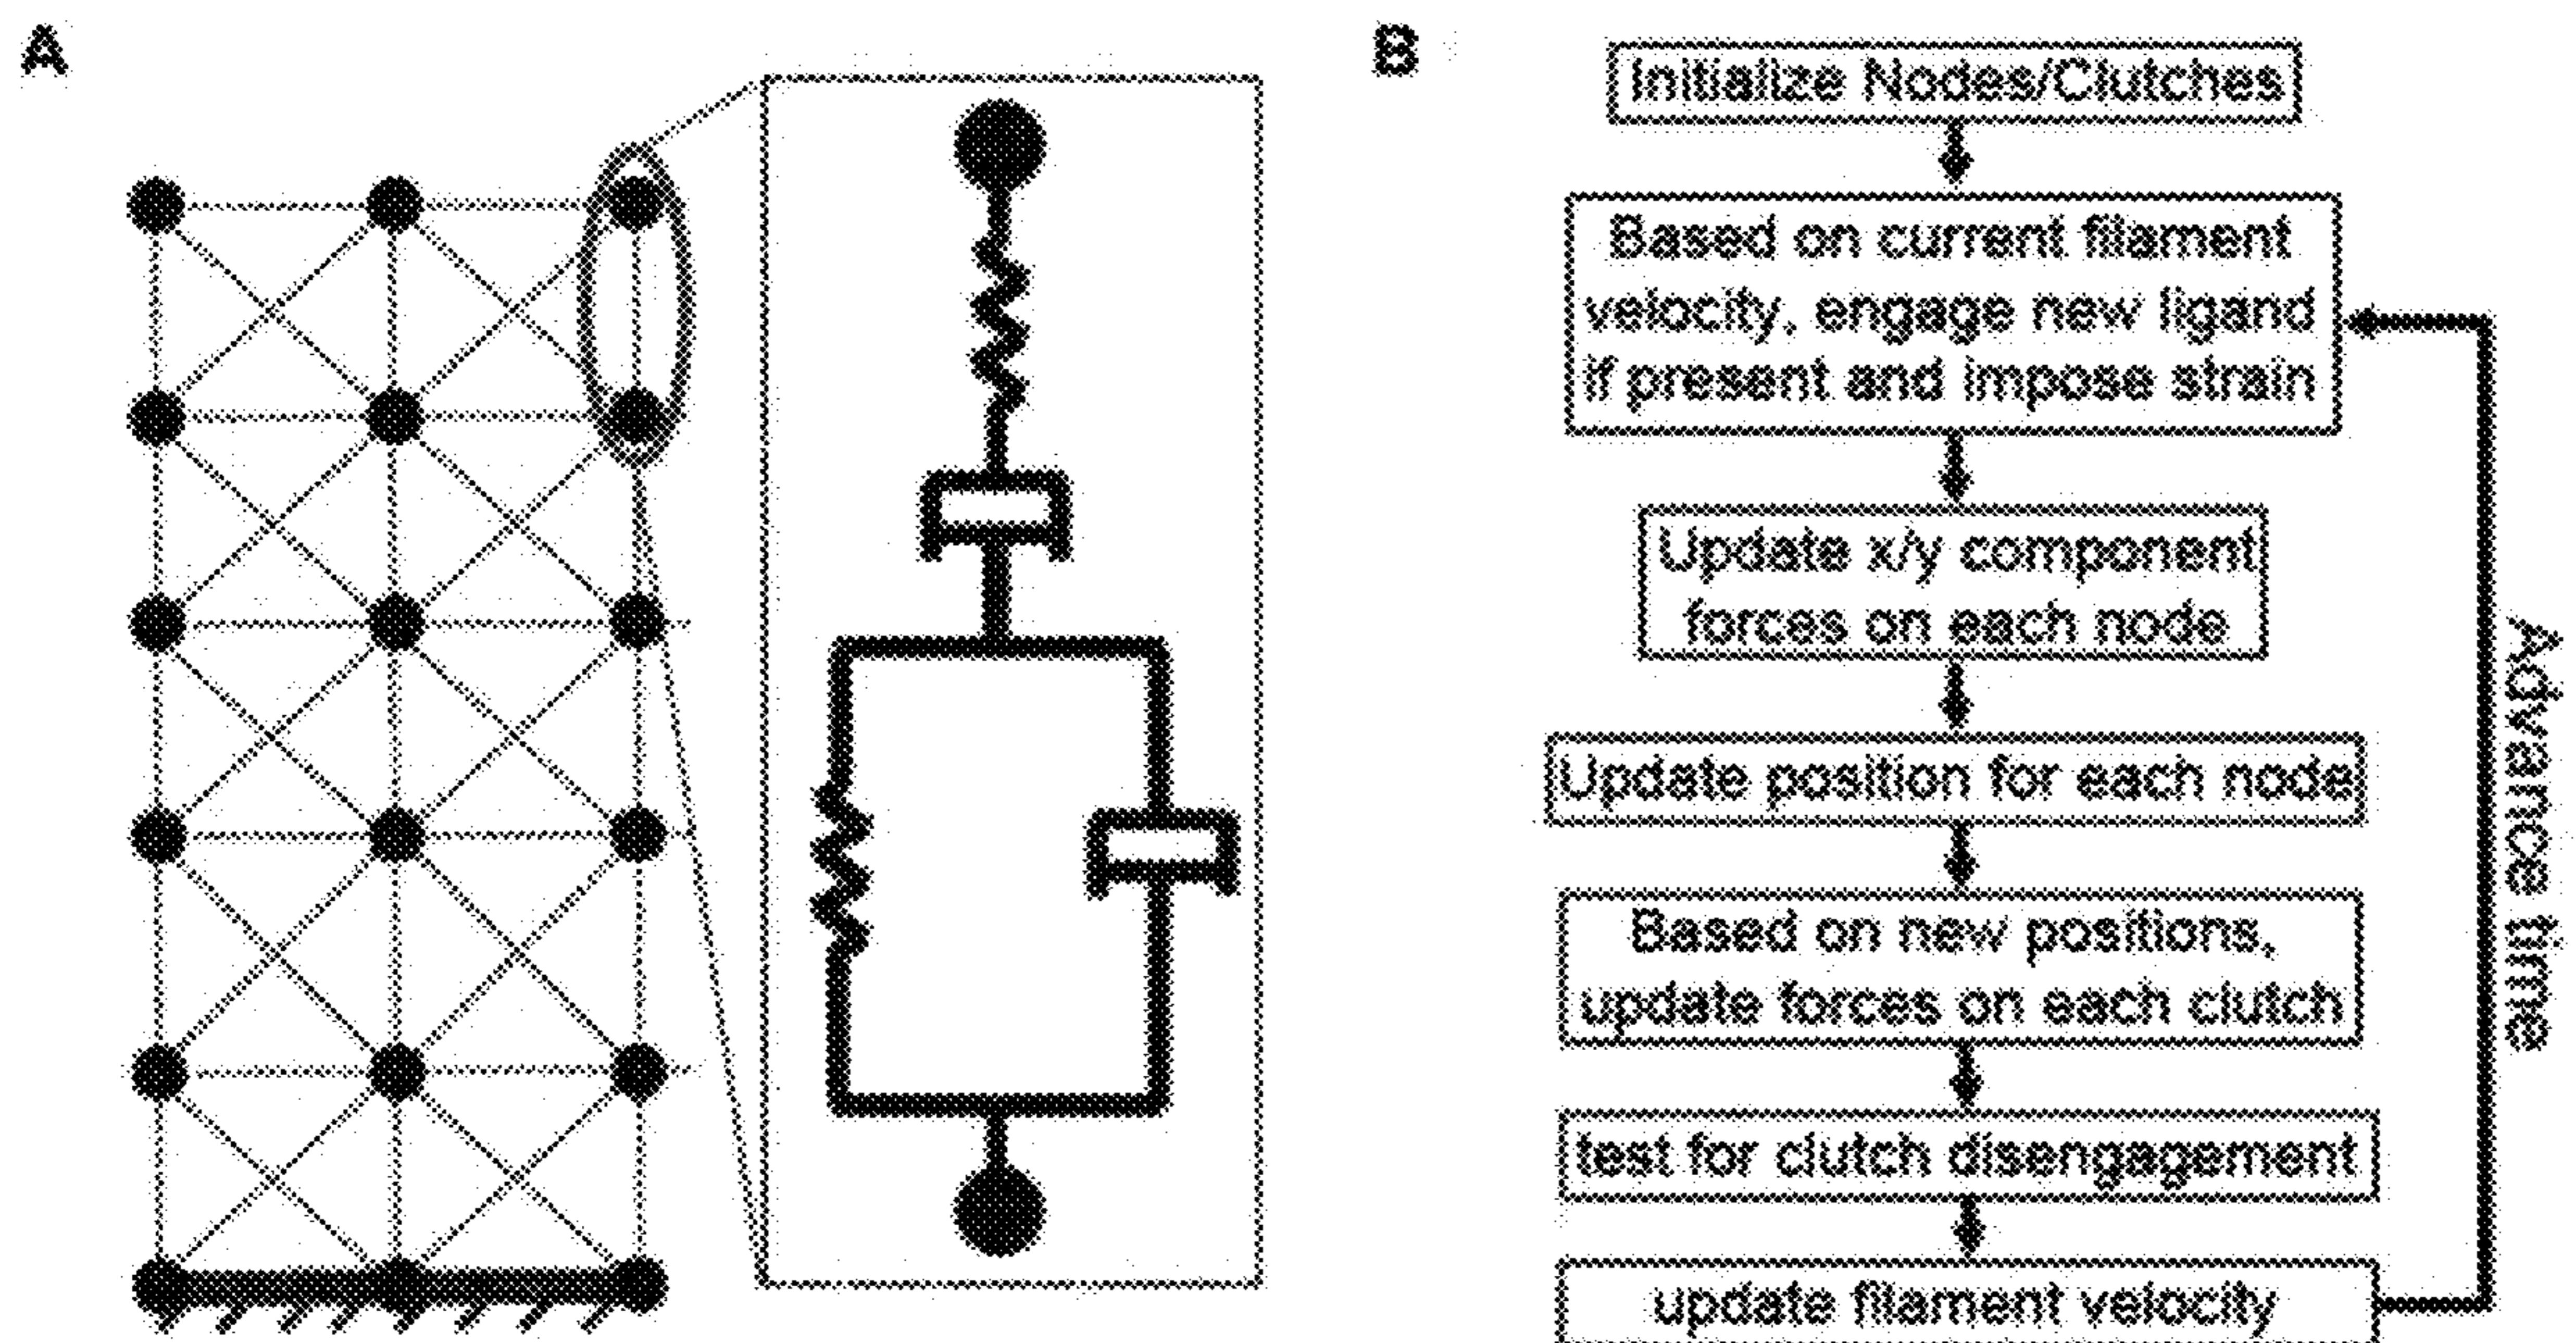 A
B
Initialize Nodes/Clutches
Based on current filament
velocity, engage new ligand
if present and impose strain
Update x/y component
forces on each node
Update position for each node
Based on new positions,
update forces on each clutch
test for clutch disengagement
update filament velocity
Advance time